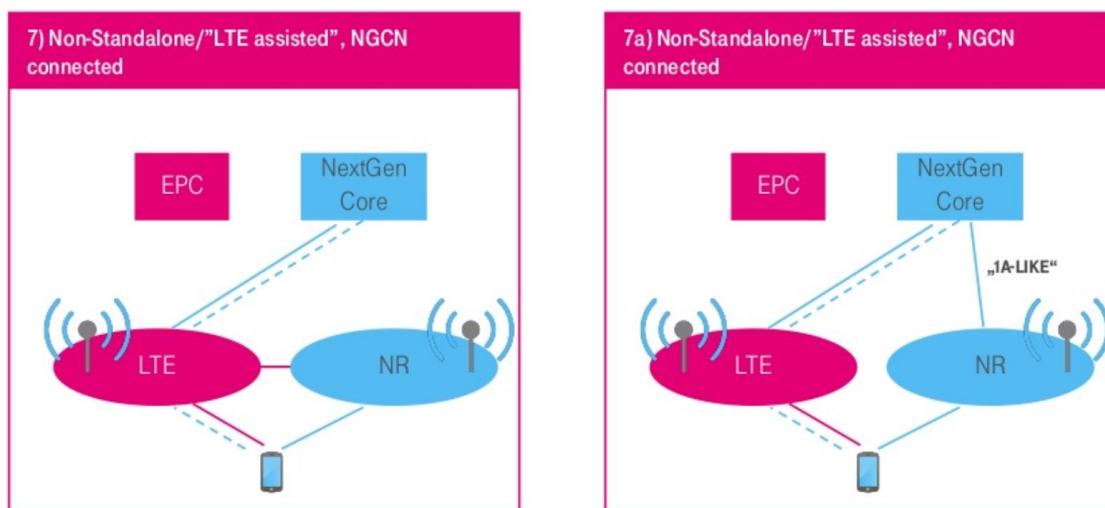 7) Non-Standalone/”LTE assisted”, NGCN
connected
EPC
NextGen
Core
LTE
NR
7a) Non-Standalone/”LTE assisted”, NGCN
connected
EPC
NextGen
Core
„1A-LIKE“
LTE
NR